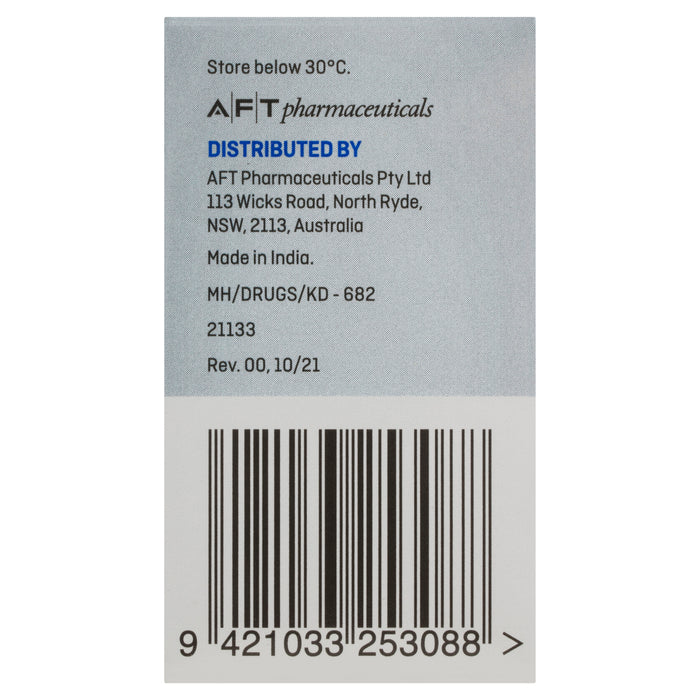 Store below 30°C.
A|F|T pharmaceuticals
DISTRIBUTED BY
AFT Pharmaceuticals Pty Ltd
113 Wicks Road, North Ryde,
NSW, 2113, Australia
Made in India.
MH/DRUGS/KD - 682
21133
Rev. 00, 10/21
9 421033 253088 >